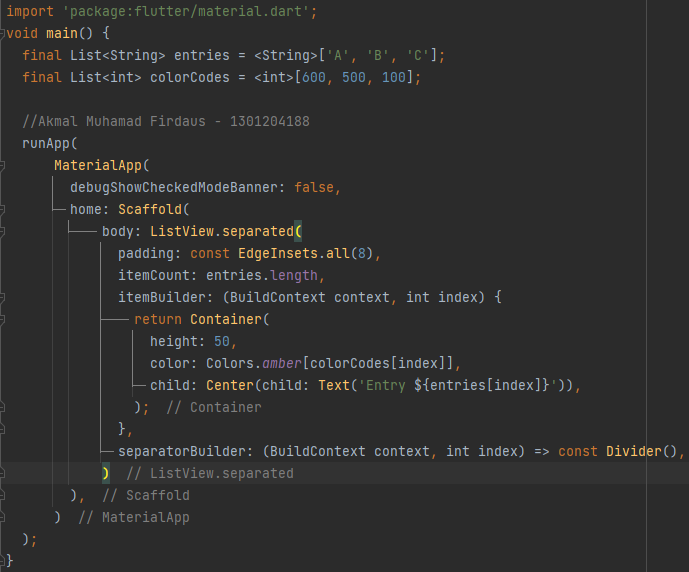 import 'package:flutter/material.dart';
void main() {
  final List<String> entries = <String>['A', 'B', 'C'];
  final List<int> colorCodes = <int>[600, 500, 100];

  //Akmal Muhamad Firdaus - 1301204188
  runApp(
      MaterialApp(
        debugShowCheckedModeBanner: false,
        home: Scaffold(
            body: ListView.separated(
              padding: const EdgeInsets.all(8),
              itemCount: entries.length,
              itemBuilder: (BuildContext context, int index) {
                return Container(
                  height: 50,
                  color: Colors.amber[colorCodes[index]],
                  child: Center(child: Text('Entry ${entries[index]}')),
                );  // Container
              },
              separatorBuilder: (BuildContext context, int index) => const Divider(),
            )  // ListView.separated
        ),  // Scaffold
      )  // MaterialApp
  );
}